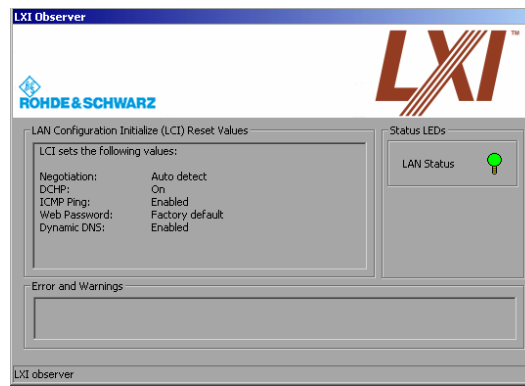 LXI Observer
LXI™
ROHDE&SCHWARZ
LAN Configuration Initialize (LCI) Reset Values
LCI sets the following values:
Negotiation: Auto detect
DCHP: On
ICMP Ping: Enabled
Web Password: Factory default
Dynamic DNS: Enabled
Status LEDs
LAN Status
Error and Warnings
LXI observer